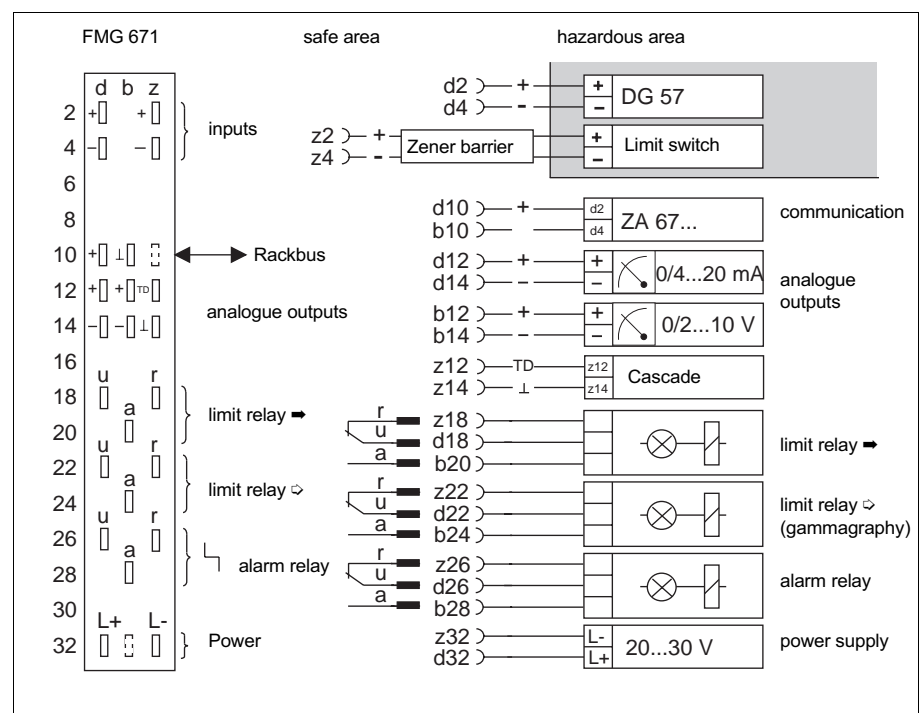 FMG 671 safe area hazardous area
d b z
2 + +
4 – –
inputs
6
8
10 + ⊥
Rackbus
12 + + TD
14 – – ⊥
analogue outputs
16
u r
18
a
20
limit relay ➡
u r
22
a
24
limit relay ➩
u r
26
a
28
alarm relay
30
L+ L-
32
Power
d2 + + DG 57
d4 - –
z2 + Zener barrier + Limit switch
z4 - –
d10 + d2 ZA 67... communication
b10 d4
d12 + + 0/4...20 mA
d14 – –
analogue
outputs
b12 + + 0/2...10 V
b14 – –
z12 TD z12 Cascade
z14 ⊥ z14
r z18
u d18
a b20
limit relay ➡
r z22
u d22
a b24
limit relay ➩
(gammagraphy)
r z26
u d26
a b28
alarm relay
z32 L- 20...30 V power supply
d32 L+